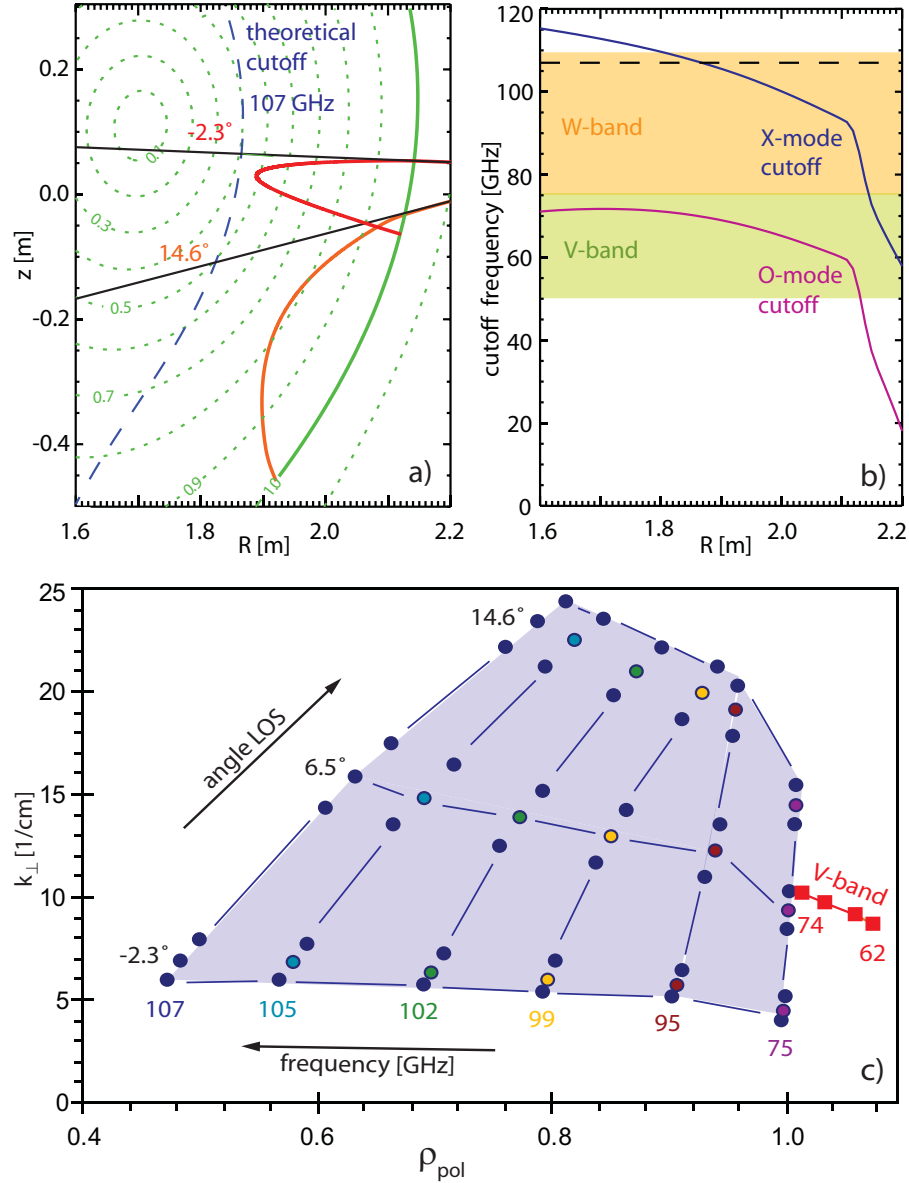 theoretical
cutoff
107 GHz
-2.3˚
14.6˚
0.1
0.3
0.5
0.7
0.9
1.0
0.2
0.0
-0.2
-0.4
z [m]
1.6
1.8
2.0
2.2
R [m]
a)
120
100
80
60
40
20
0
cutoff frequency [GHz]
W-band
X-mode
cutoff
V-band
O-mode
cutoff
1.6
1.8
2.0
2.2
R [m]
b)
25
20
15
10
5
0
k⊥ [1/cm]
14.6˚
angle LOS
6.5˚
-2.3˚
V-band
74
62
107
105
102
99
95
75
frequency [GHz]
c)
0.4
0.6
0.8
1.0
ρpol